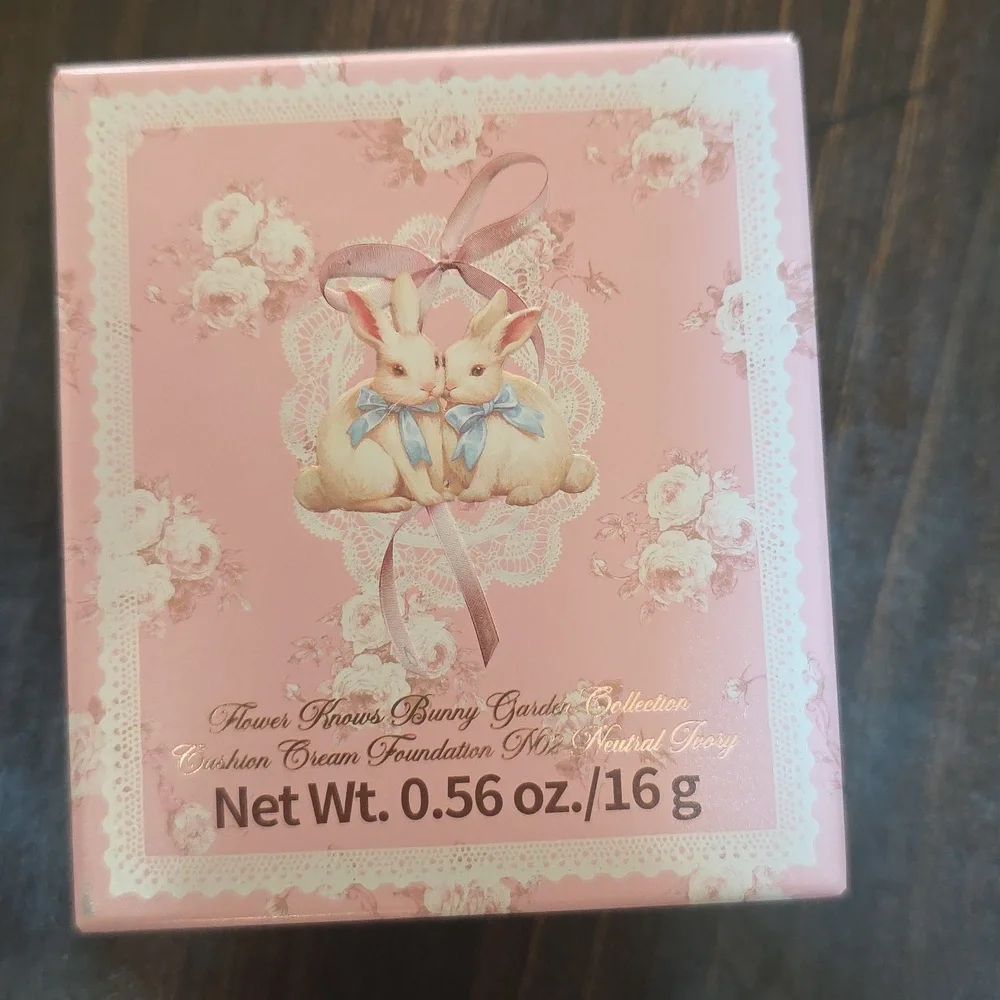 Flower Knows Bunny Garden Collection
Cushion Cream Foundation N02 Neutral Ivory
Net Wt. 0.56 oz./16 g